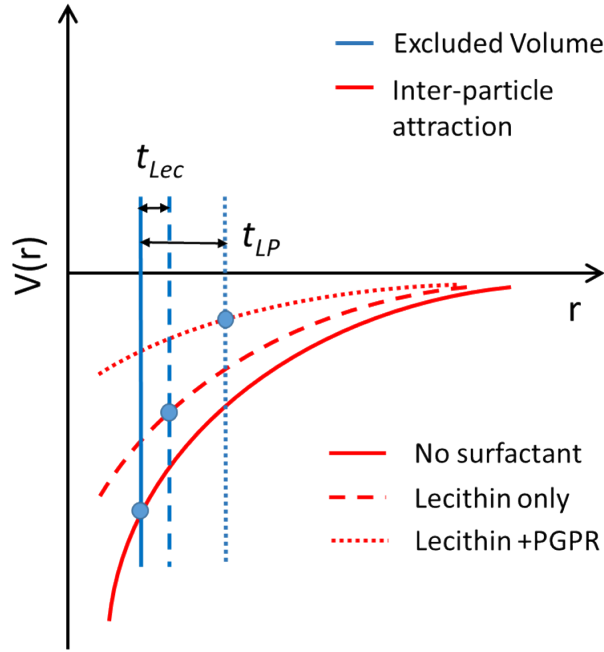 Excluded Volume
Inter-particle
attraction
t_Lec
t_LP
V(r)
r
No surfactant
Lecithin only
Lecithin +PGPR